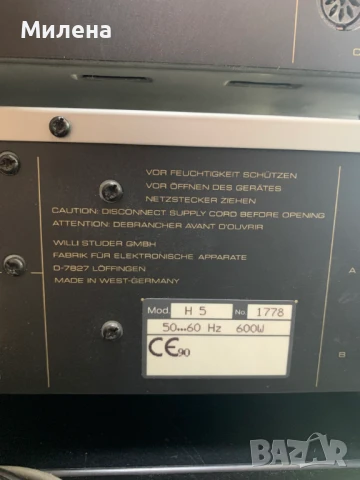 Милена
VOR FEUCHTIGKEIT SCHÜTZEN
VOR ÖFFNEN DES GERÄTES
NETZSTECKER ZIEHEN
CAUTION: DISCONNECT SUPPLY CORD BEFORE OPENING
ATTENTION: DEBRANCHER AVANT D'OUVRIR
WILLI STUDER GMBH
FABRIK FÜR ELEKTRONISCHE APPARATE
D-7827 LÖFFINGEN
MADE IN WEST-GERMANY
Mod. H 5 No 1778
50...60 Hz 600W
CE90
A
B
BAZAR